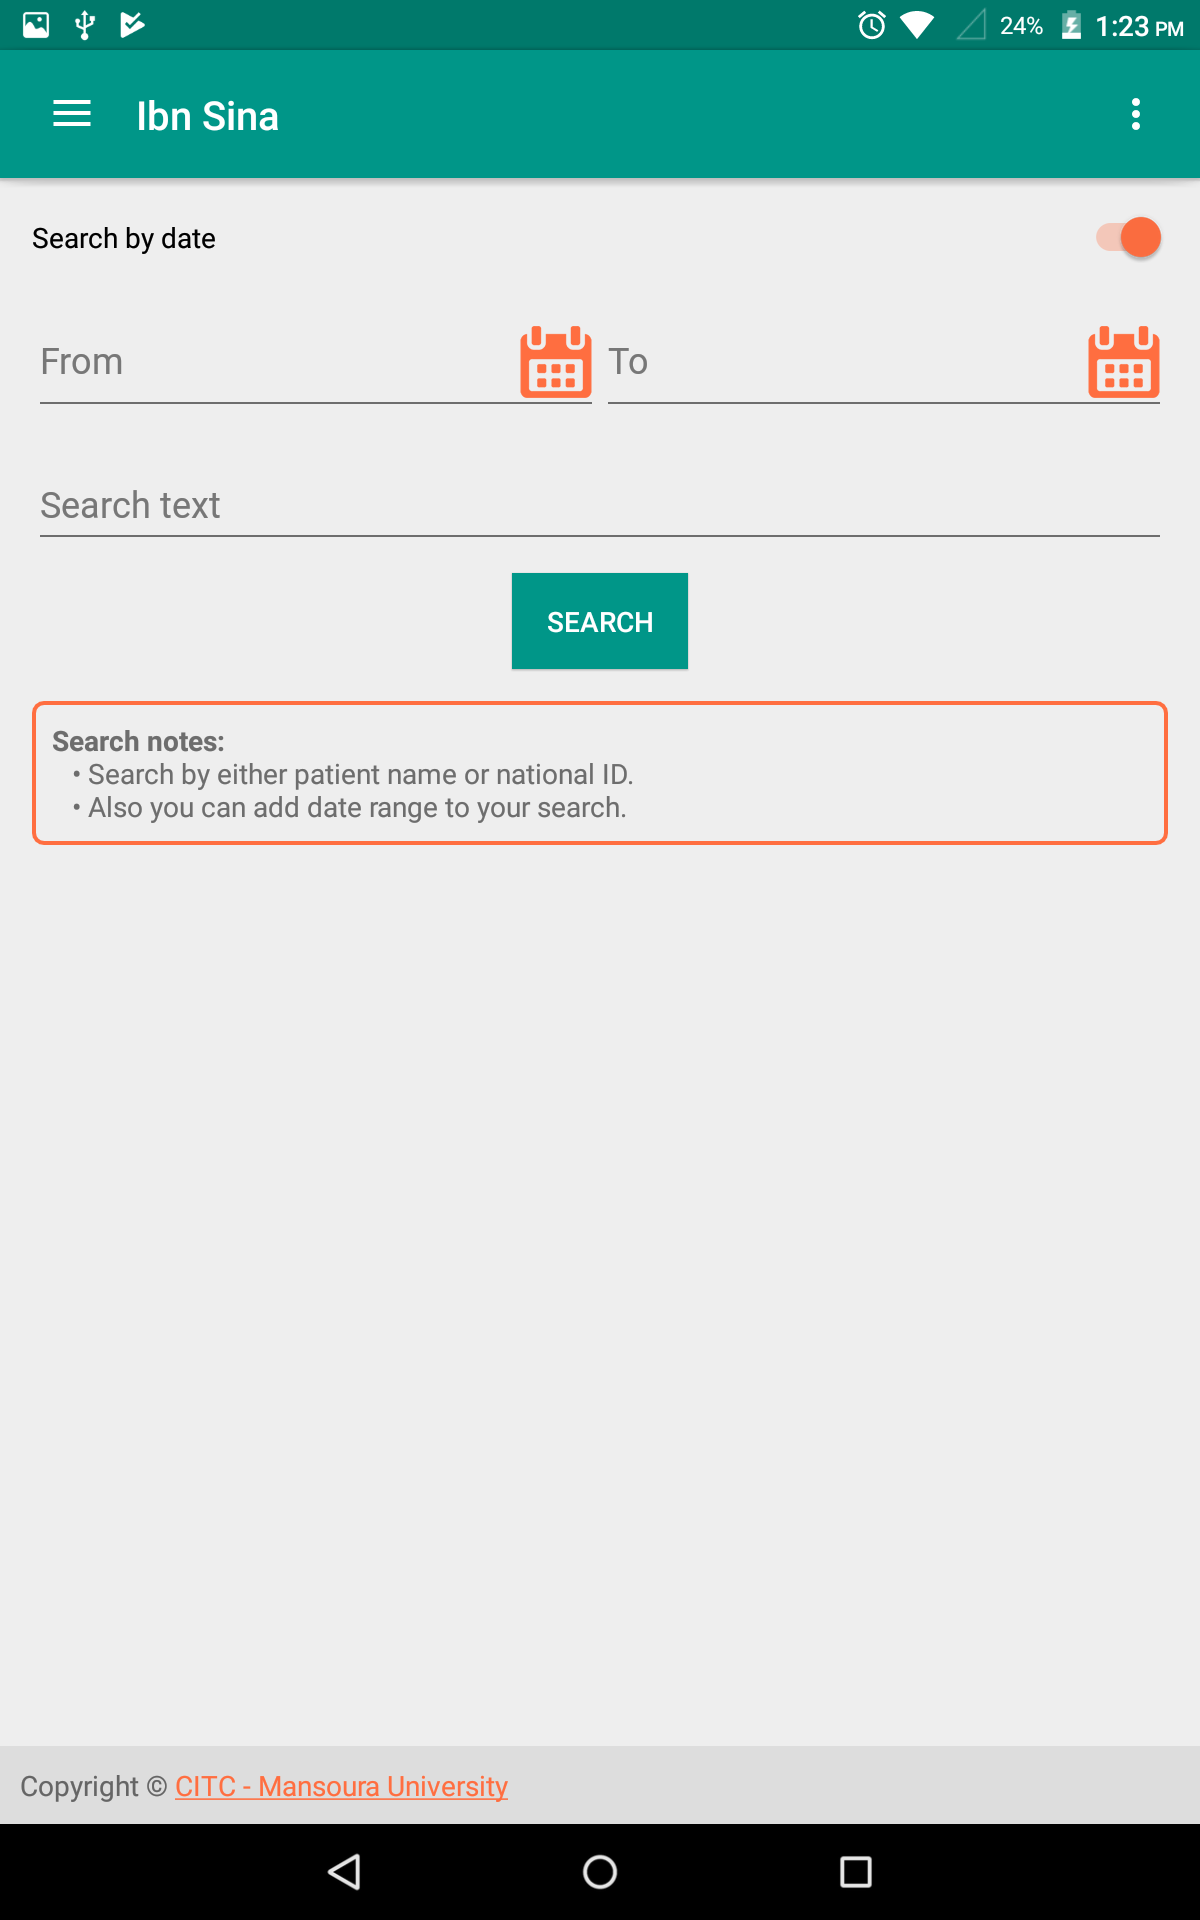 24% 1:23 PM
Ibn Sina
Search by date
From To
Search text
SEARCH
Search notes:
• Search by either patient name or national ID.
• Also you can add date range to your search.
Copyright © CITC - Mansoura University